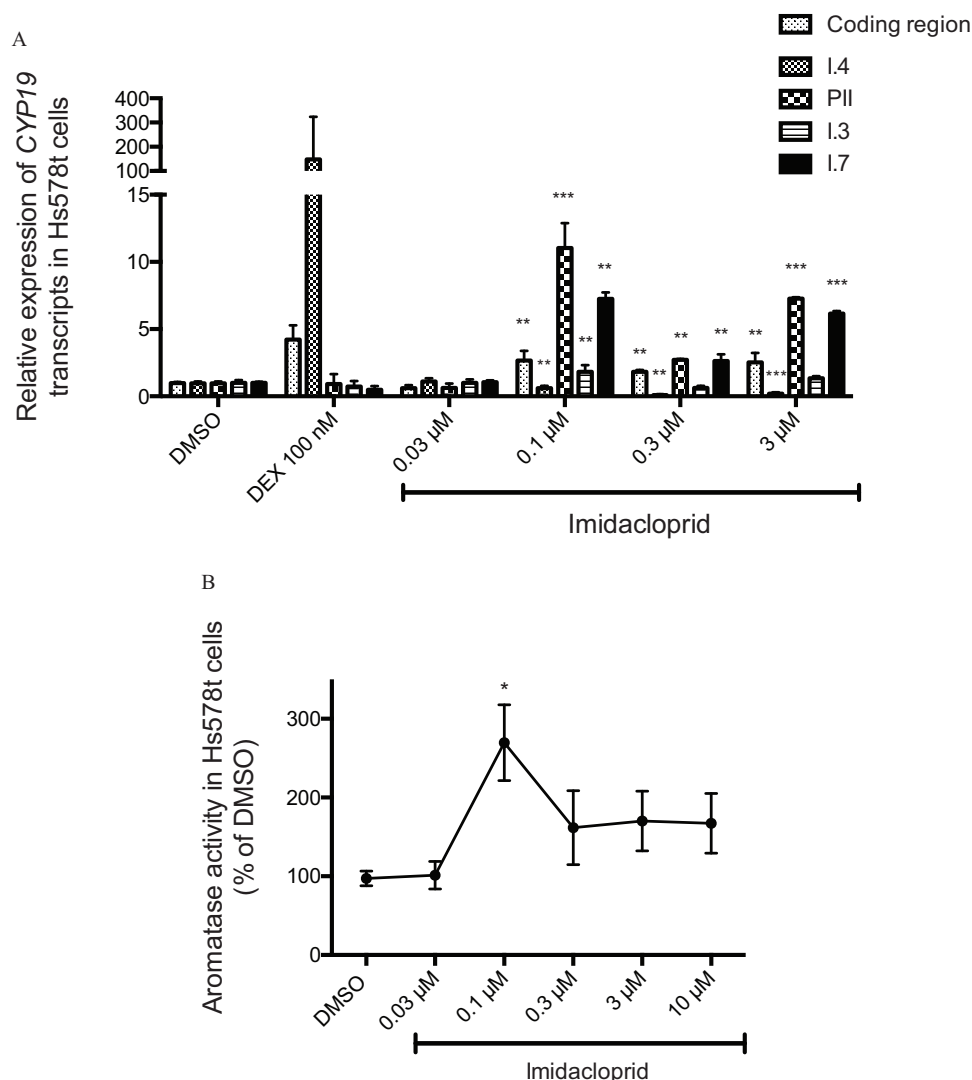 A
Coding region
I.4
PII
I.3
I.7
Relative expression of CYP19
transcripts in Hs578t cells
400
300
200
100
15
10
5
0
**
**
***
**
**
**
**
**
**
**
***
***
***
DMSO
DEX 100 nM
0.03 µM
0.1 µM
0.3 µM
3 µM
Imidacloprid
B
Aromatase activity in Hs578t cells
(% of DMSO)
300
200
100
0
*
DMSO
0.03 µM
0.1 µM
0.3 µM
3 µM
10 µM
Imidacloprid